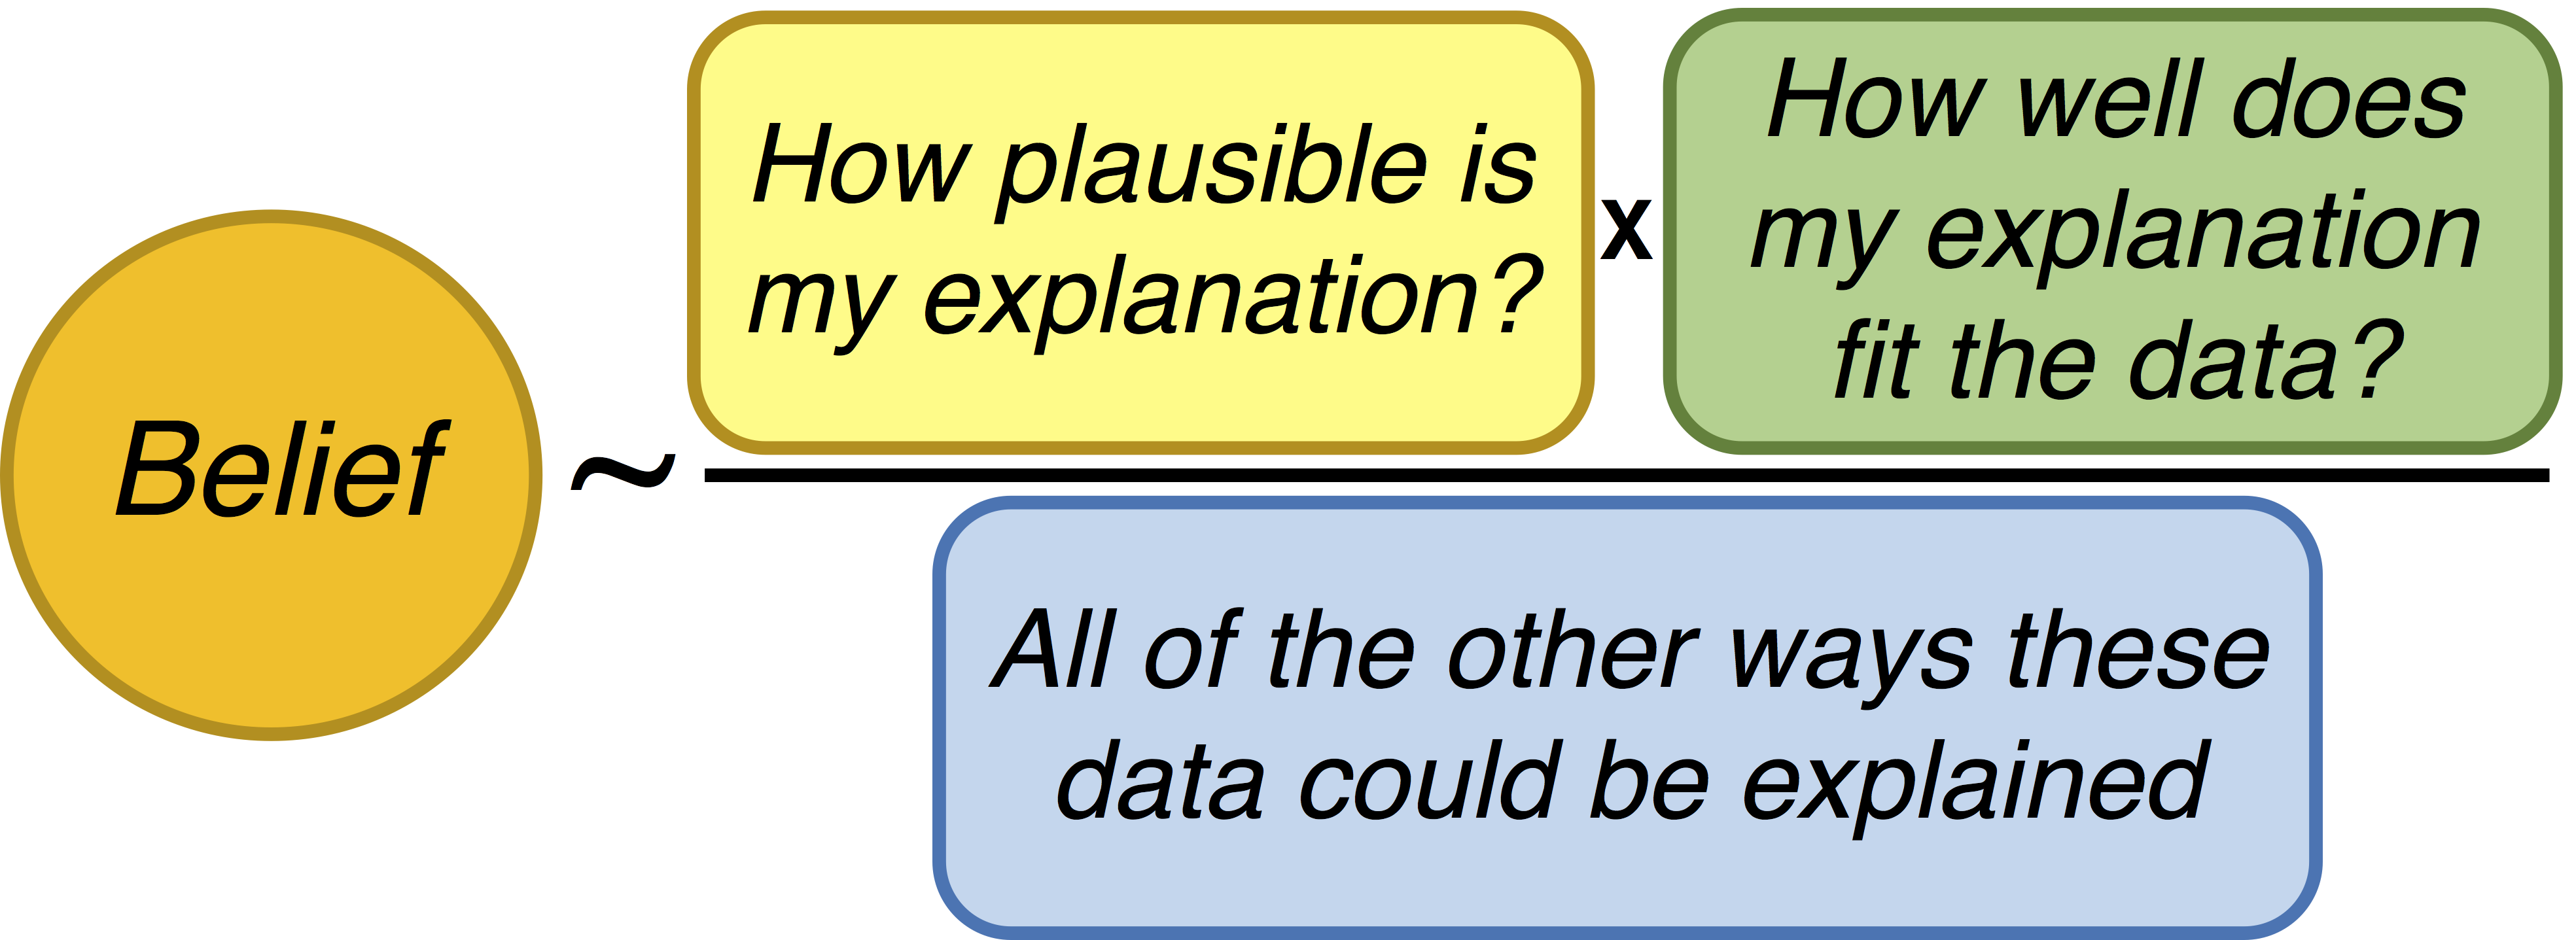 How plausible is
my explanation?
x
How well does
my explanation
fit the data?
Belief
~
All of the other ways these
data could be explained